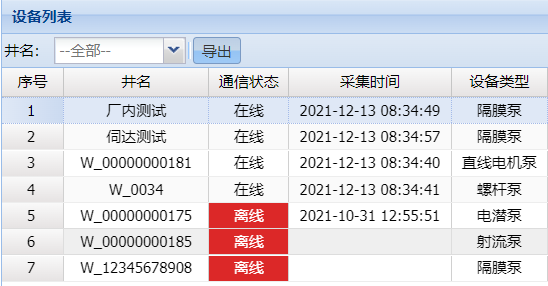 设备列表
井名: --全部-- 导出
序号 井名 通信状态 采集时间 设备类型
1 厂内测试 在线 2021-12-13 08:34:49 隔膜泵
2 伺达测试 在线 2021-12-13 08:34:57 隔膜泵
3 W_00000000181 在线 2021-12-13 08:34:40 直线电机泵
4 W_0034 在线 2021-12-13 08:34:41 螺杆泵
5 W_00000000175 离线 2021-10-31 12:55:51 电潜泵
6 W_00000000185 离线 射流泵
7 W_12345678908 离线 隔膜泵